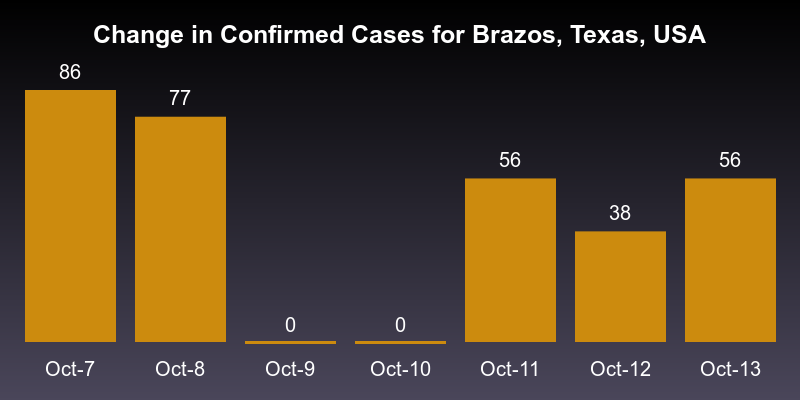 Change in Confirmed Cases for Brazos, Texas, USA
86
77
0
0
56
38
56
Oct-7
Oct-8
Oct-9
Oct-10
Oct-11
Oct-12
Oct-13